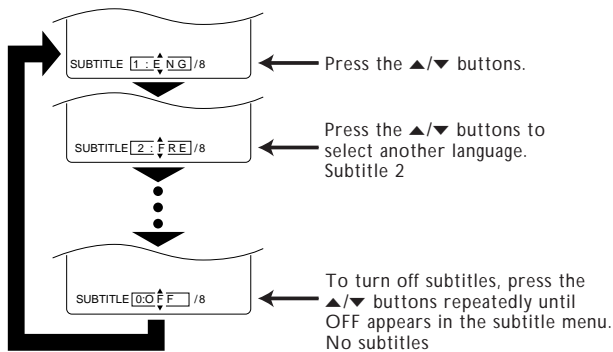 SUBTITLE 1 : E N G /8
Press the ▲/▼ buttons.
SUBTITLE 2 : F R E /8
Press the ▲/▼ buttons to
select another language.
Subtitle 2
SUBTITLE 0:O F F /8
To turn off subtitles, press the
▲/▼ buttons repeatedly until
OFF appears in the subtitle menu.
No subtitles